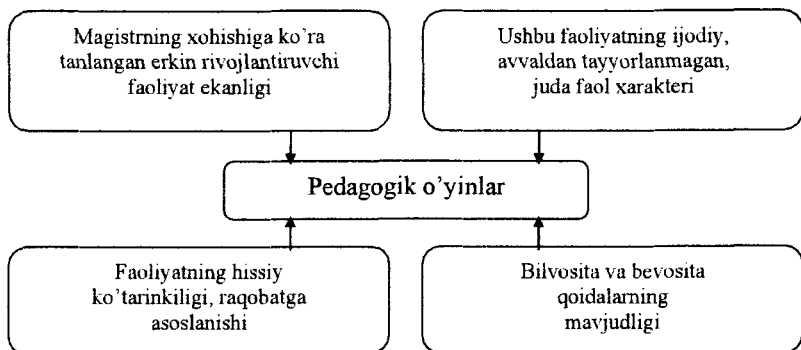 Magistrning xohishiga ko’ra
tanlangan erkin rivojlantiruvchi
faoliyat ekanligi
Ushbu faoliyatning ijodiy,
avvaldan tayyorlanmagan,
juda faol xarakteri
Pedagogik o’yinlar
Faoliyatning hissiy
ko’tarinkiligi, raqobatga
asoslanishi
Bilvosita va bevosita
qoidalarning
mavjudligi